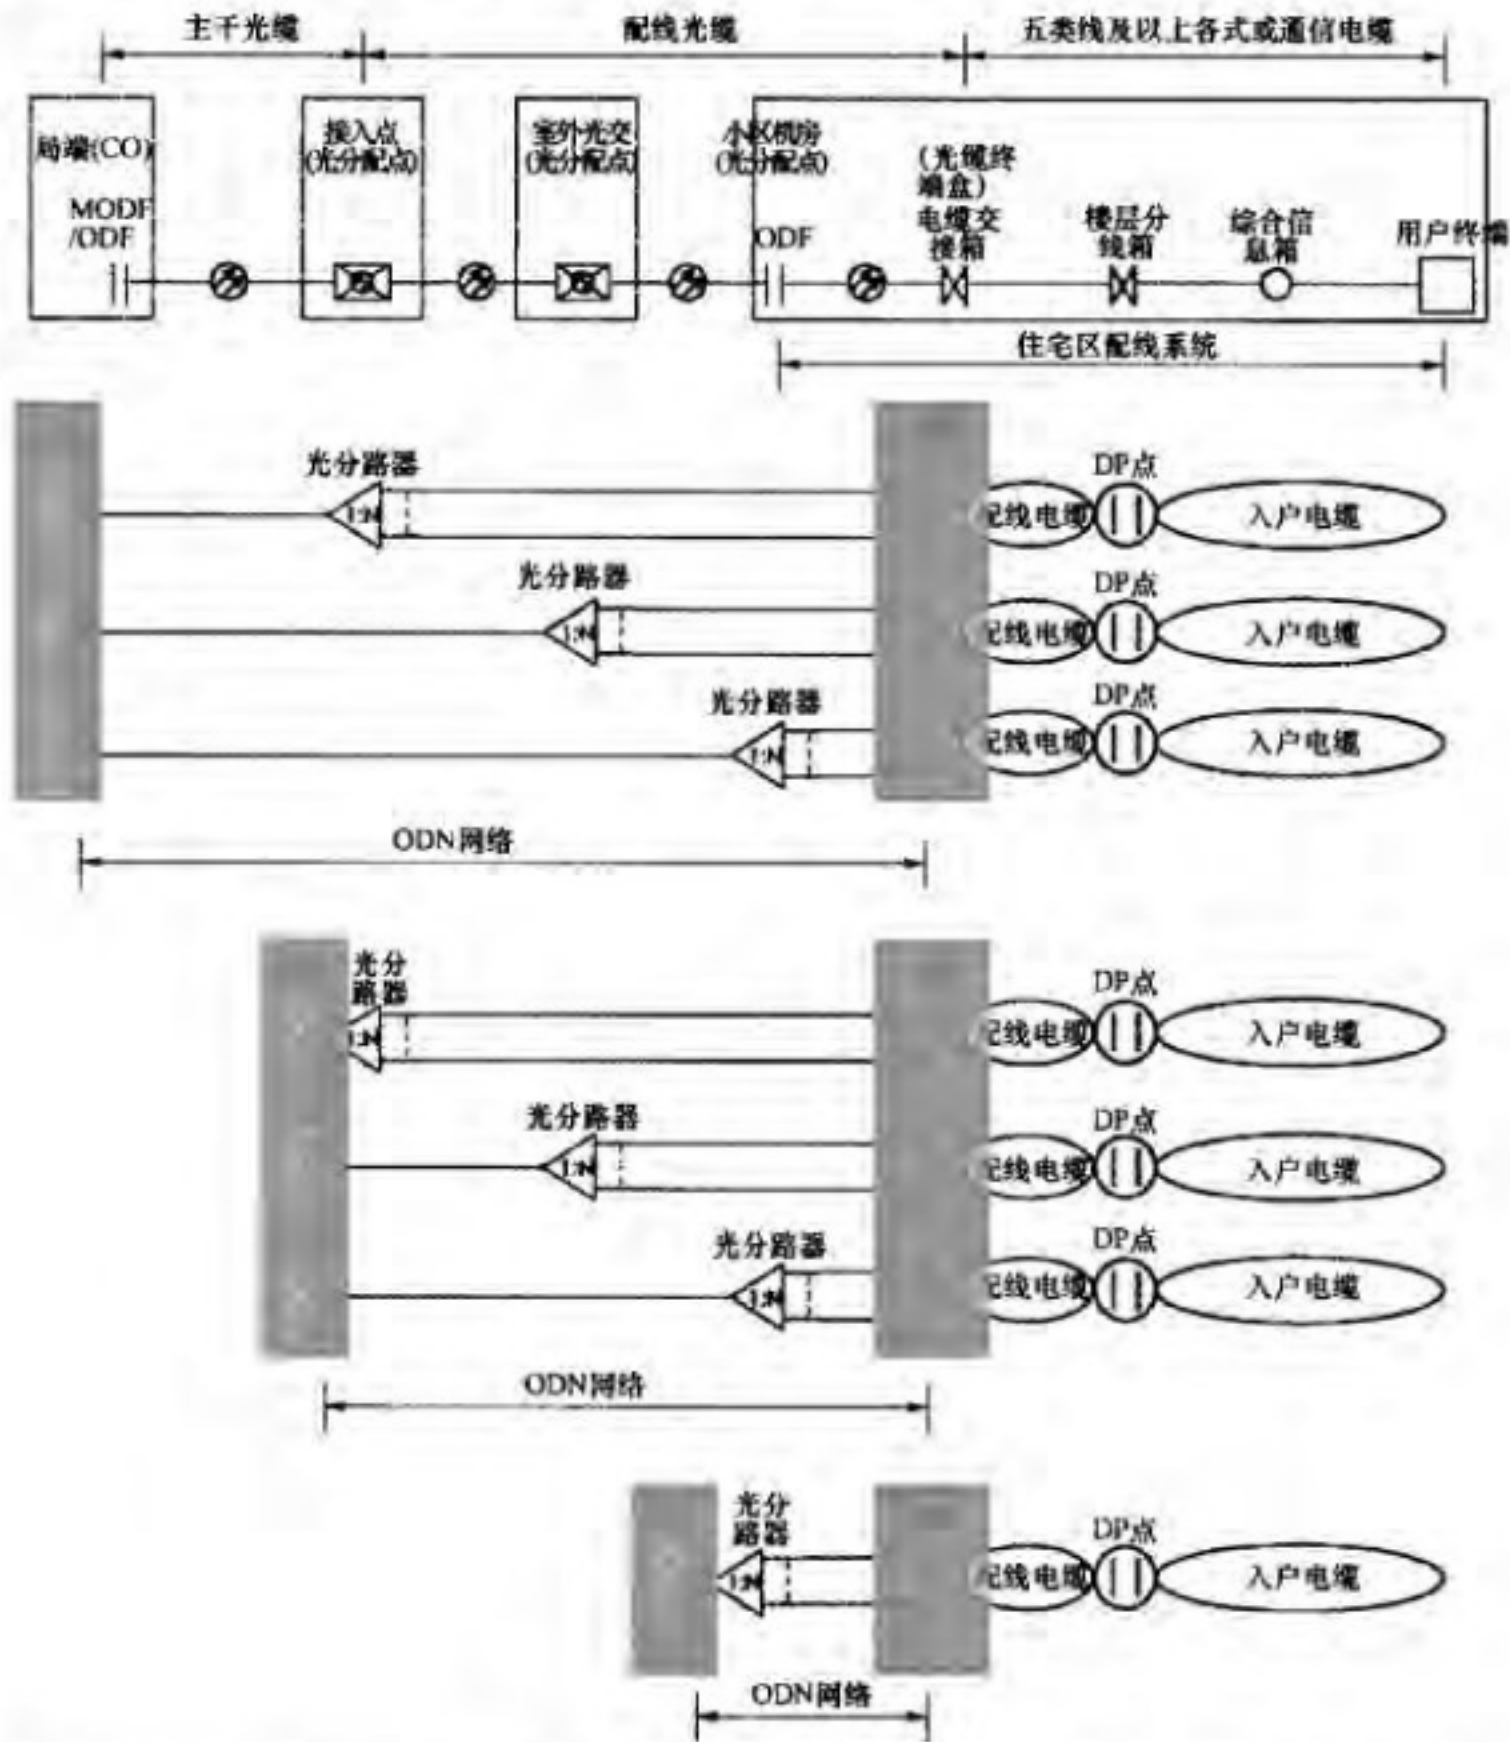 主干光缆
配线光缆
五类线及以上各式或通信电缆
局端(CO)
MODF
/ODF
接入点
(光分配点)
室外光交
(光分配点)
小区机房
(光分配点)
ODF
(光缆终
端盒)
电缆交
接箱
楼层分
线箱
综合信
息箱
用户终端
住宅区配线系统
光分路器
1:N
配线电缆
DP点
入户电缆
光分路器
1:N
配线电缆
DP点
入户电缆
光分路器
1:N
配线电缆
DP点
入户电缆
ODN网络
光分
路器
1:N
配线电缆
DP点
入户电缆
光分路器
1:N
配线电缆
DP点
入户电缆
光分路器
1:N
配线电缆
DP点
入户电缆
ODN网络
光分
路器
1:N
配线电缆
DP点
入户电缆
ODN网络